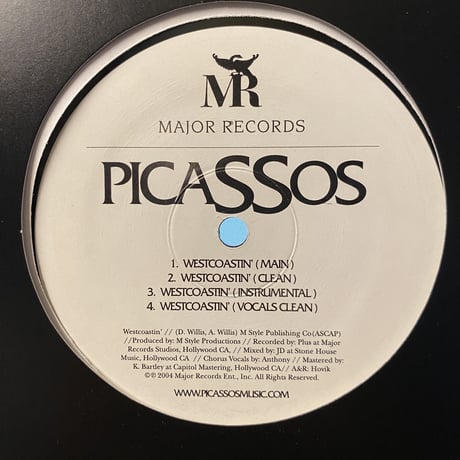 MR
MAJOR RECORDS
PICASSOS
1. WESTCOASTIN' ( MAIN )
2. WESTCOASTIN' ( CLEAN )
3. WESTCOASTIN' ( INSTRUMENTAL )
4. WESTCOASTIN' ( VOCALS CLEAN )
Westcoastin' // (D. Willis, A. Willis) M Style Publishing Co(ASCAP)
//Produced by: M Style Productions // Recorded by: Plus at Major
Records Studios, Hollywood CA, // Mixed by: JD at Stone House
Music, Hollywood CA // Chorus Vocals by: Anthony // Mastered by:
K. Bartley at Capitol Mastering, Hollywood CA// A&R: Hovik
©℗ 2004 Major Records Ent., Inc. All Rights Reserved.
WWW.PICASSOSMUSIC.COM